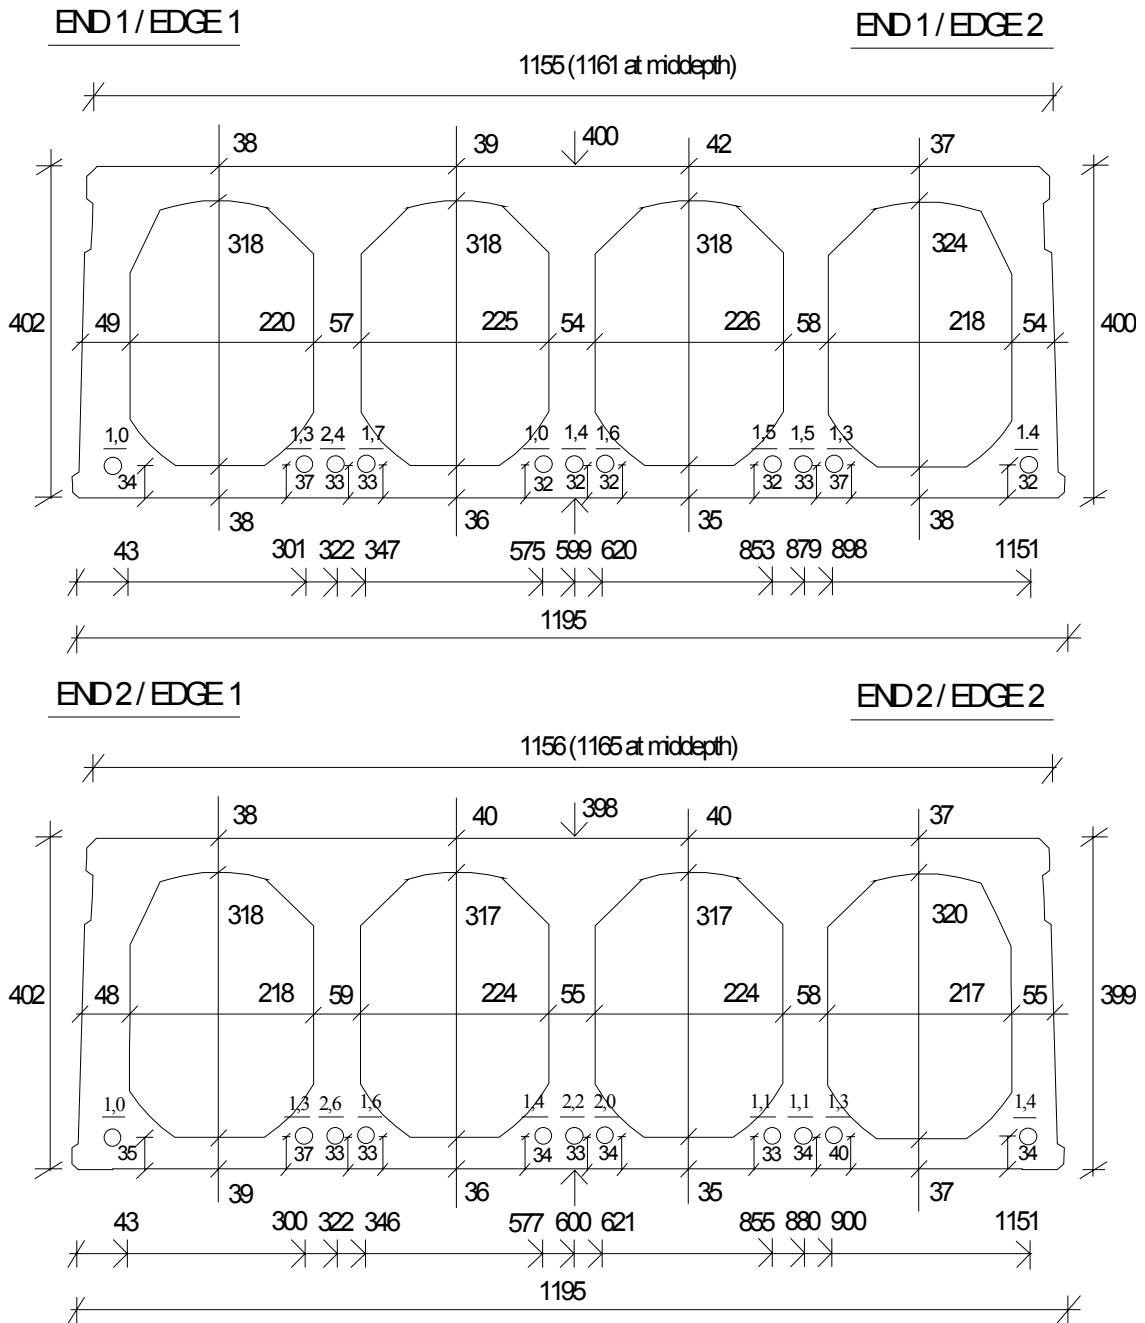 END 1 / EDGE 1 END 1 / EDGE 2
1155 (1161 at middepth)
38 39 400 42 37
318 318 318 324
402 49 220 57 225 54 226 58 218 54 400
1,0 1,3 2,4 1,7 1,0 1,4 1,6 1.5 1,5 1,3 1.4
34 37 33 33 32 32 32 32 33 37 32
38 36 35 38
43 301 322 347 575 599 620 853 879 898 1151
1195
END 2 / EDGE 1 END 2 / EDGE 2
1156 (1165 at middepth)
38 40 398 40 37
318 317 317 320
402 48 218 59 224 55 224 58 217 55 399
1,0 1,3 2,6 1,6 1,4 2,2 2,0 1,1 1,1 1,3 1,4
35 37 33 33 34 33 34 33 34 40 34
39 36 35 37
43 300 322 346 577 600 621 855 880 900 1151
1195